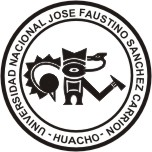 UNIVERSIDAD NACIONAL JOSE FAUSTINO SANCHEZ CARRION
- HUACHO -